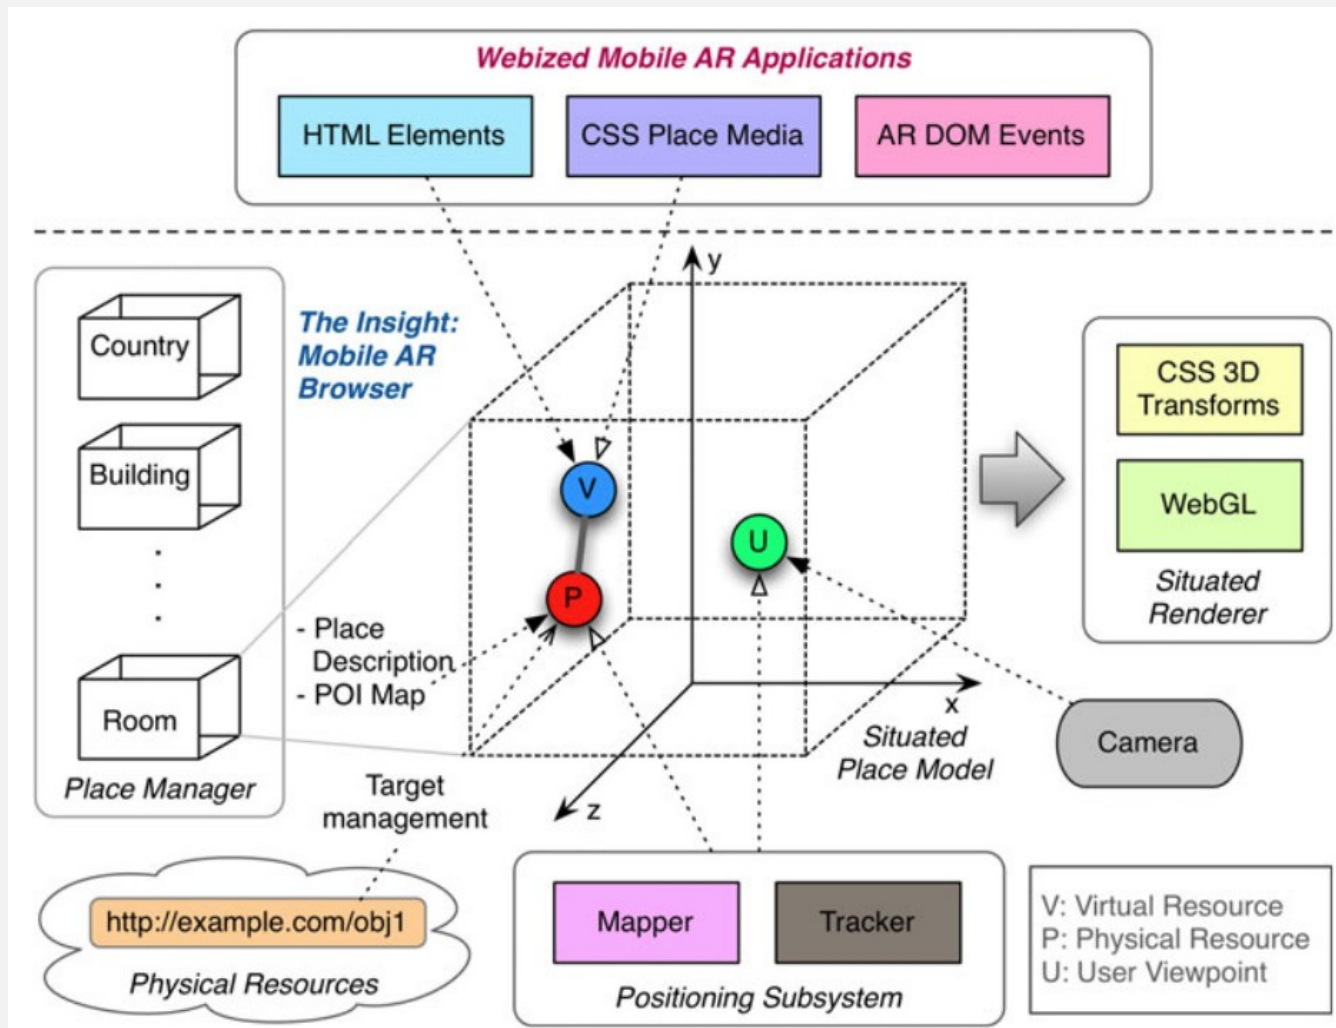 Webized Mobile AR Applications
HTML Elements
CSS Place Media
AR DOM Events
Country
Building
Room
Place Manager
The Insight:
Mobile AR
Browser
y
V
U
P
x
z
- Place
Description
- POI Map
Situated
Place Model
CSS 3D
Transforms
WebGL
Situated
Renderer
Camera
Target
management
http://example.com/obj1
Physical Resources
Mapper
Tracker
Positioning Subsystem
V: Virtual Resource
P: Physical Resource
U: User Viewpoint